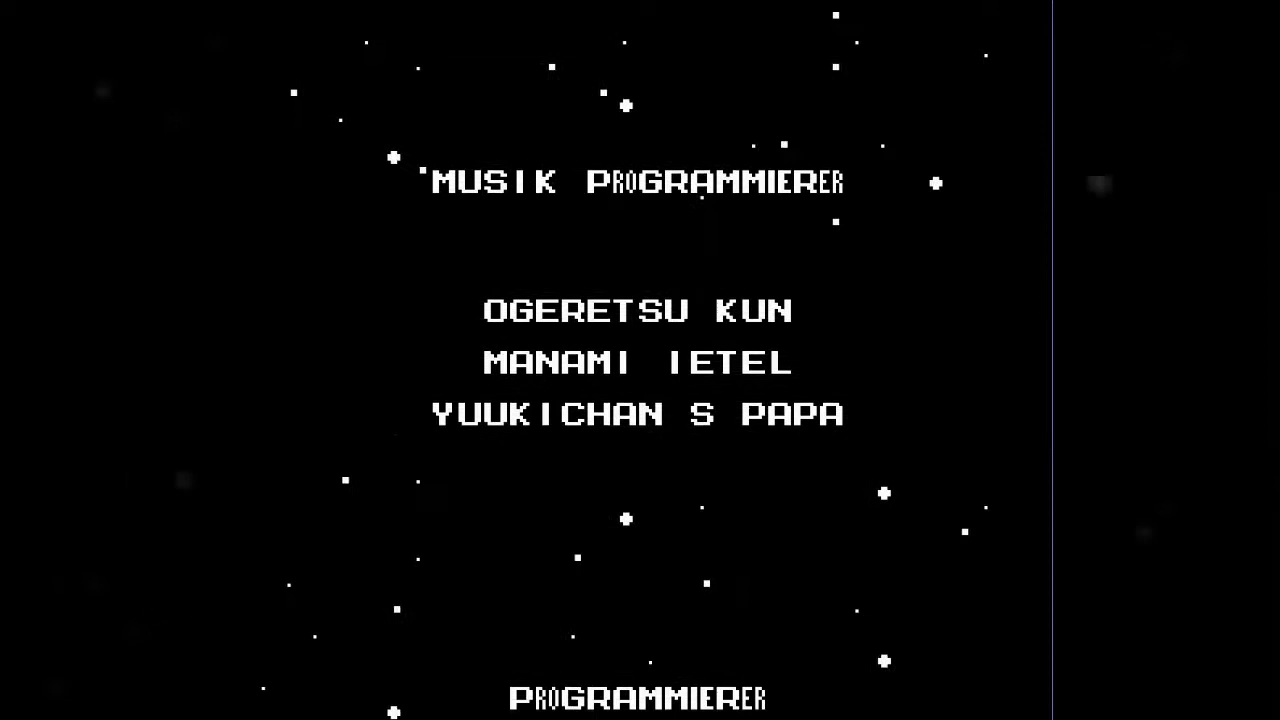 MUSIK PROGRAMMIERER
OGERETSU KUN
MANAMI IETEL
YUUKICHAN S PAPA
PROGRAMMIERER